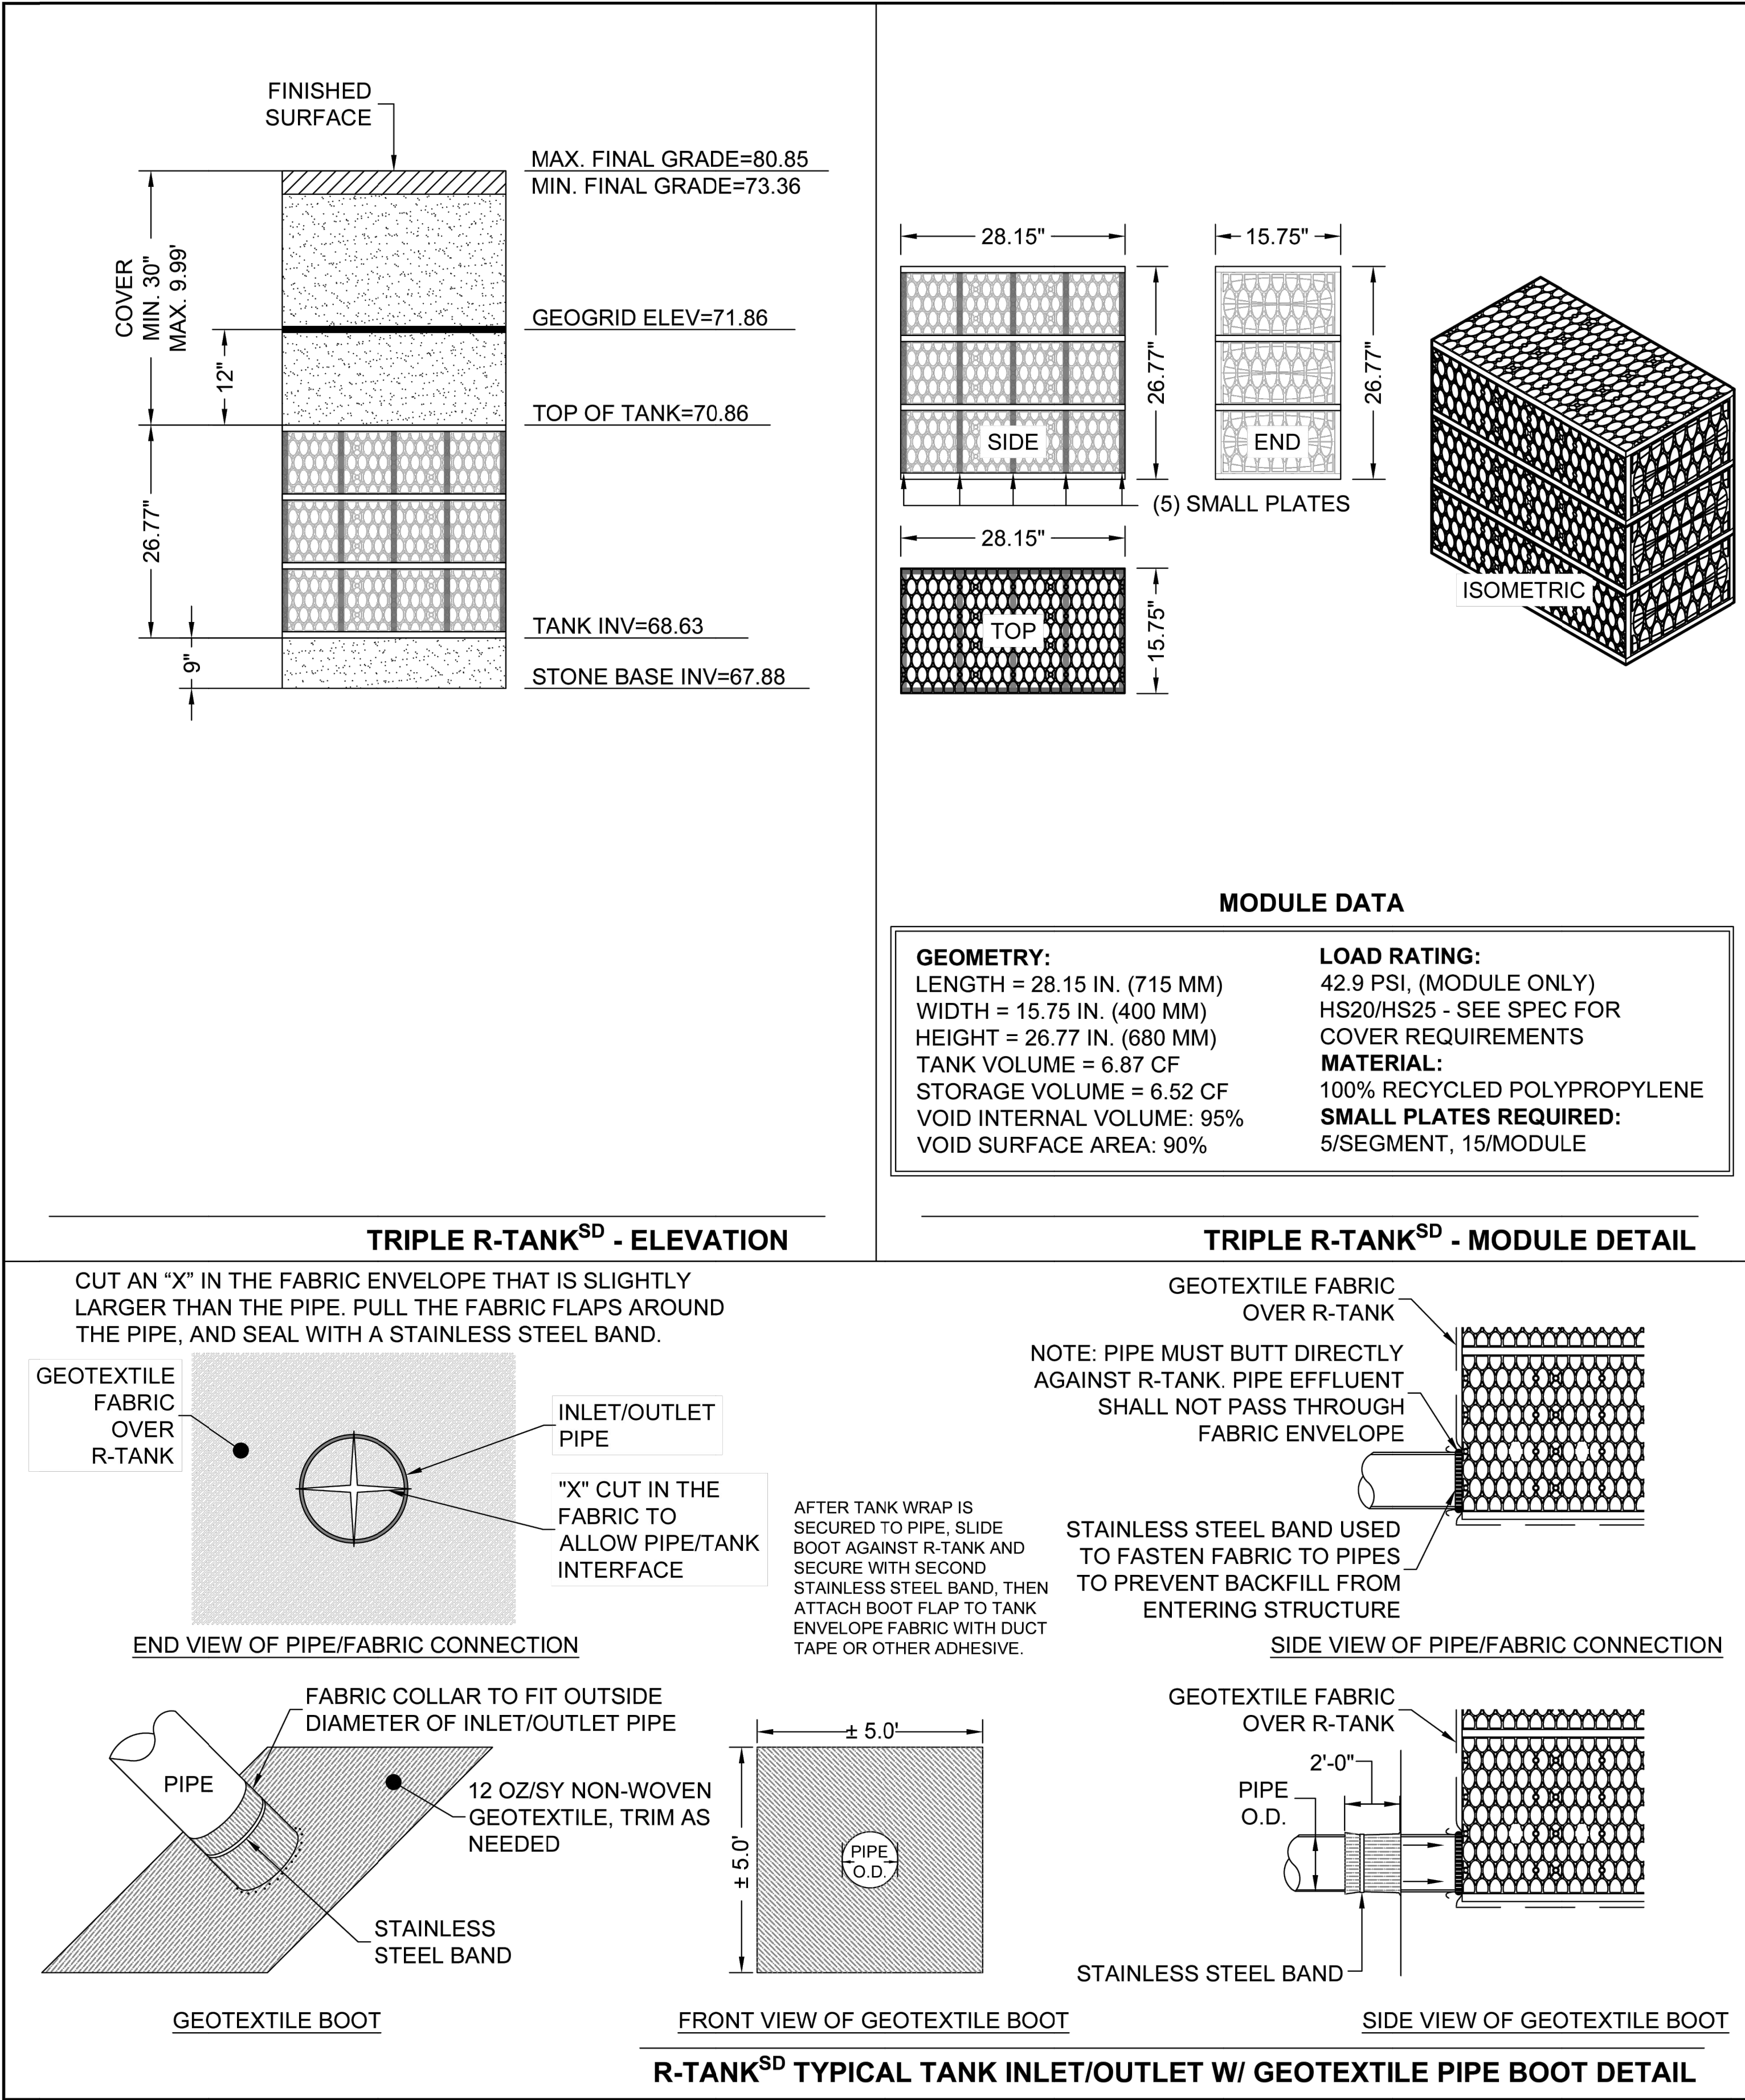 FINISHED
SURFACE
MAX. FINAL GRADE=80.85
MIN. FINAL GRADE=73.36
COVER
MIN. 30"
MAX. 9.99'
GEOGRID ELEV=71.86
12"
TOP OF TANK=70.86
26.77"
TANK INV=68.63
9"
STONE BASE INV=67.88
TRIPLE R-TANKSD - ELEVATION
28.15"
15.75"
26.77"
26.77"
SIDE
END
(5) SMALL PLATES
28.15"
TOP
15.75"
ISOMETRIC
MODULE DATA
GEOMETRY:
LENGTH = 28.15 IN. (715 MM)
WIDTH = 15.75 IN. (400 MM)
HEIGHT = 26.77 IN. (680 MM)
TANK VOLUME = 6.87 CF
STORAGE VOLUME = 6.52 CF
VOID INTERNAL VOLUME: 95%
VOID SURFACE AREA: 90%
LOAD RATING:
42.9 PSI, (MODULE ONLY)
HS20/HS25 - SEE SPEC FOR
COVER REQUIREMENTS
MATERIAL:
100% RECYCLED POLYPROPYLENE
SMALL PLATES REQUIRED:
5/SEGMENT, 15/MODULE
TRIPLE R-TANKSD - MODULE DETAIL
CUT AN “X” IN THE FABRIC ENVELOPE THAT IS SLIGHTLY
LARGER THAN THE PIPE. PULL THE FABRIC FLAPS AROUND
THE PIPE, AND SEAL WITH A STAINLESS STEEL BAND.
GEOTEXTILE
FABRIC
OVER
R-TANK
INLET/OUTLET
PIPE
"X" CUT IN THE
FABRIC TO
ALLOW PIPE/TANK
INTERFACE
END VIEW OF PIPE/FABRIC CONNECTION
AFTER TANK WRAP IS
SECURED TO PIPE, SLIDE
BOOT AGAINST R-TANK AND
SECURE WITH SECOND
STAINLESS STEEL BAND, THEN
ATTACH BOOT FLAP TO TANK
ENVELOPE FABRIC WITH DUCT
TAPE OR OTHER ADHESIVE.
GEOTEXTILE FABRIC
OVER R-TANK
NOTE: PIPE MUST BUTT DIRECTLY
AGAINST R-TANK. PIPE EFFLUENT
SHALL NOT PASS THROUGH
FABRIC ENVELOPE
STAINLESS STEEL BAND USED
TO FASTEN FABRIC TO PIPES
TO PREVENT BACKFILL FROM
ENTERING STRUCTURE
SIDE VIEW OF PIPE/FABRIC CONNECTION
FABRIC COLLAR TO FIT OUTSIDE
DIAMETER OF INLET/OUTLET PIPE
PIPE
12 OZ/SY NON-WOVEN
GEOTEXTILE, TRIM AS
NEEDED
STAINLESS
STEEL BAND
GEOTEXTILE BOOT
± 5.0'
± 5.0'
PIPE
O.D.
FRONT VIEW OF GEOTEXTILE BOOT
GEOTEXTILE FABRIC
OVER R-TANK
2'-0"
PIPE
O.D.
STAINLESS STEEL BAND
SIDE VIEW OF GEOTEXTILE BOOT
R-TANKSD TYPICAL TANK INLET/OUTLET W/ GEOTEXTILE PIPE BOOT DETAIL